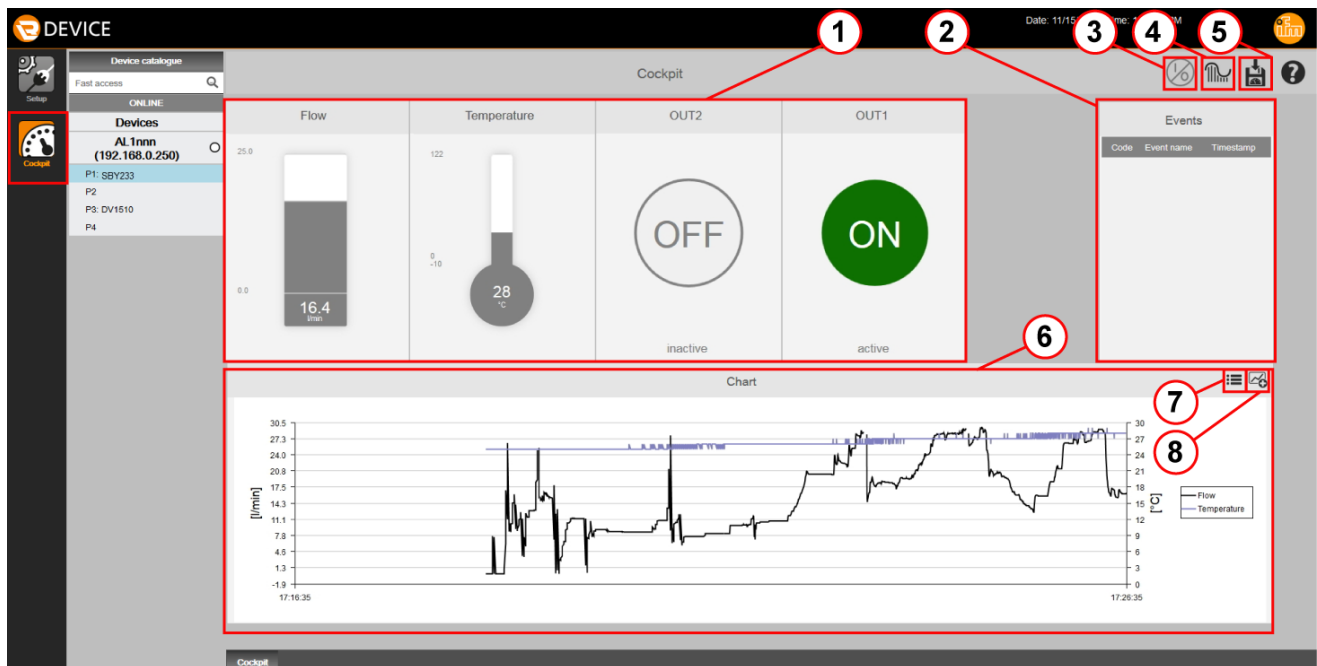 DEVICE
Date: 11/15
me: 1
M
ifm
1
2
3
4
5
Setup
Cockpit
Device catalogue
Fast access
ONLINE
Devices
AL1nnn
(192.168.0.250)
P1: SBY233
P2
P3: DV1510
P4
Cockpit
1/0
?
Flow
Temperature
OUT2
OUT1
25.0
0.0
16.4
l/min
122
0
-10
28
°C
OFF
inactive
ON
active
Events
Code Event name Timestamp
6
Chart
7
8
30.5
27.3
24.0
20.8
17.5
14.3
11.1
7.8
4.6
1.3
-1.9
[l/min]
17:16:35
17:26:35
30
27
24
21
18
15
12
9
6
3
0
[°C]
Flow
Temperature
Cockpit